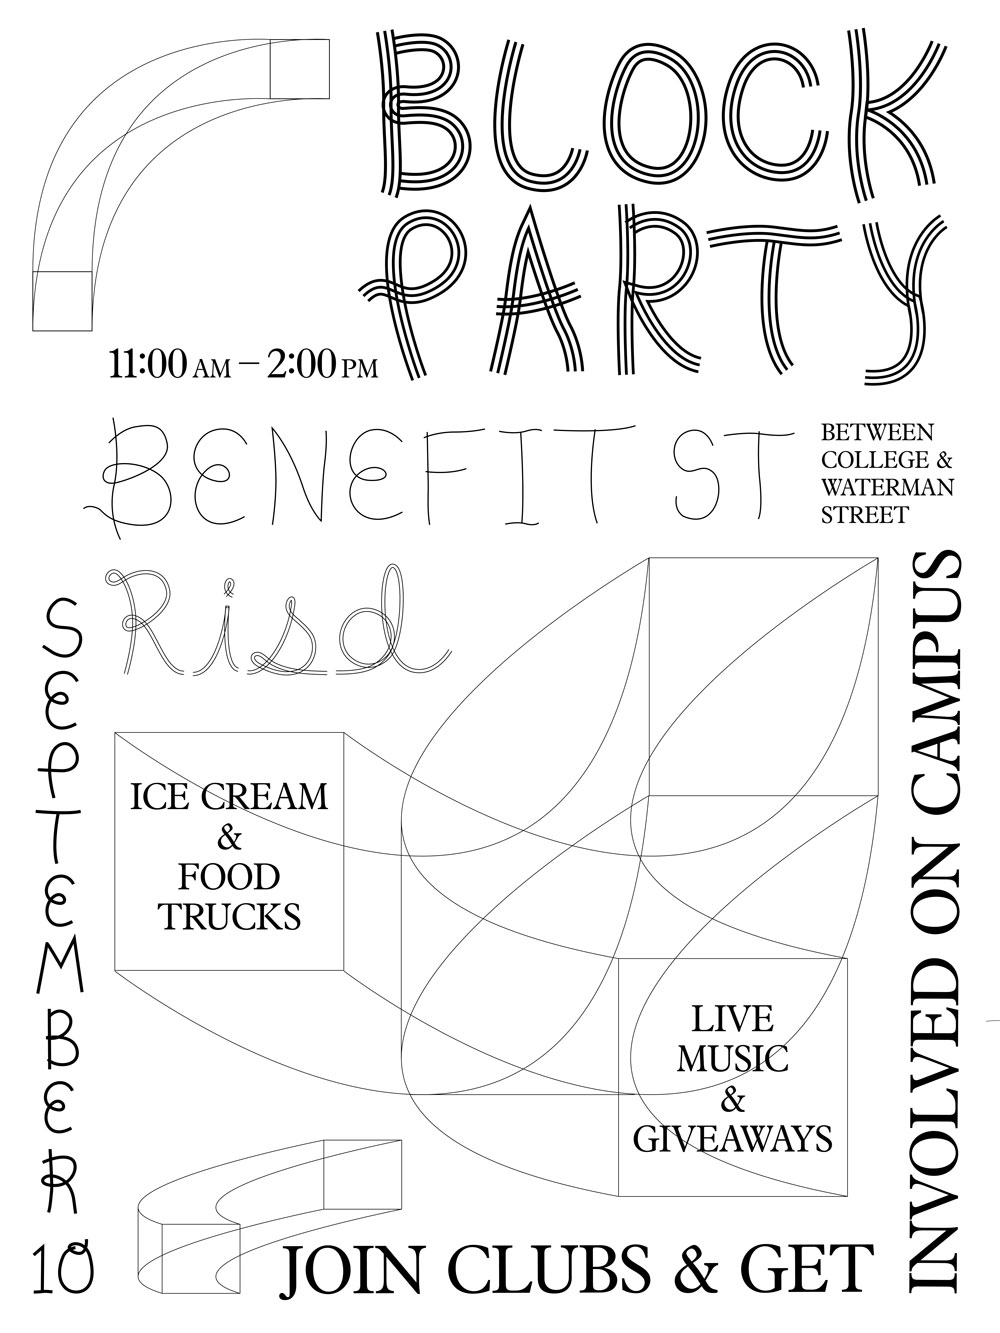 BLOCK
PARTY
11:00 AM – 2:00 PM
BENEFIT ST
BETWEEN
COLLEGE &
WATERMAN
STREET
Risd
SEPTEMBER
10
ICE CREAM
&
FOOD
TRUCKS
LIVE
MUSIC
&
GIVEAWAYS
JOIN CLUBS & GET
INVOLVED ON CAMPUS